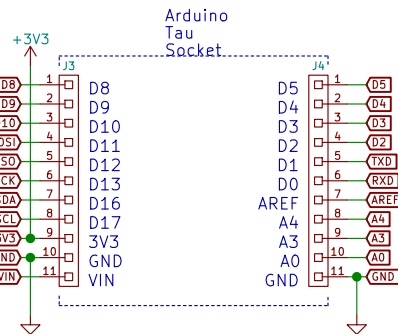 Arduino
Tau
Socket
+3V3
J3
J4
D8 1 D8 D5 1 D5
D9 2 D9 D4 2 D4
10 3 D10 D3 3 D3
OSI 4 D11 D2 4 D2
SO 5 D12 D1 5 TXD
CK 6 D13 D0 6 RXD
DA 7 D16 AREF 7 AREF
CL 8 D17 A4 8 A4
3V3 9 3V3 A3 9 A3
ND 10 GND A0 10 A0
VIN 11 VIN GND 11 GND